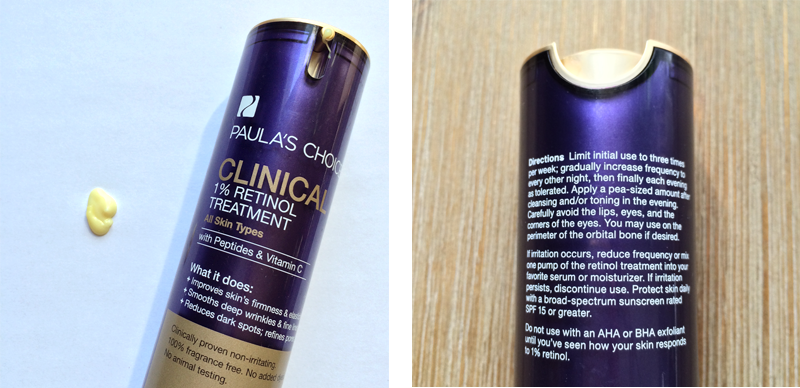 PAULA'S
CLINICAL
1% RETINOL
TREATMENT
All Skin Types
with Peptides & Vitamin C
What it does:
+ Improves skin's firmness &
+ Smooths deep wrinkles & fine
+ Reduces dark spots; refines
Clinically proven non-irritating;
100% fragrance free. No added
No animal testing.
Directions Limit initial use to three times
per week; gradually increase frequency to
every other night, then finally each evening
as tolerated. Apply a pea-sized amount after
cleansing and/or toning in the evening.
Carefully avoid the lips, eyes, and the
corners of the eyes. You may use on the
perimeter of the orbital bone if desired.
If irritation occurs, reduce frequency or mix
one pump of the retinol treatment into your
favorite serum or moisturizer. If irritation
persists, discontinue use. Protect skin daily
with a broad-spectrum sunscreen rated
SPF 15 or greater.
Do not use with an AHA or BHA exfoliant
until you've seen how your skin responds
to 1% retinol.